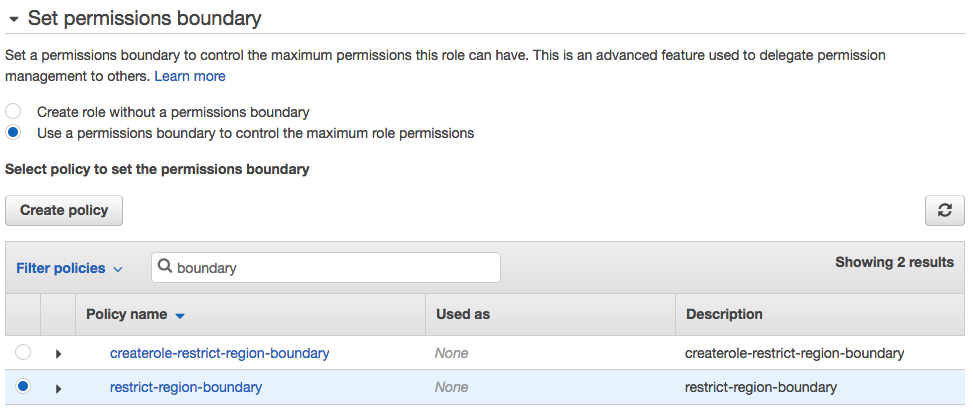 Set permissions boundary
Set a permissions boundary to control the maximum permissions this role can have. This is an advanced feature used to delegate permission
management to others. Learn more
Create role without a permissions boundary
Use a permissions boundary to control the maximum role permissions
Select policy to set the permissions boundary
Create policy
Filter policies boundary Showing 2 results
Policy name Used as Description
createrole-restrict-region-boundary None createrole-restrict-region-boundary
restrict-region-boundary None restrict-region-boundary